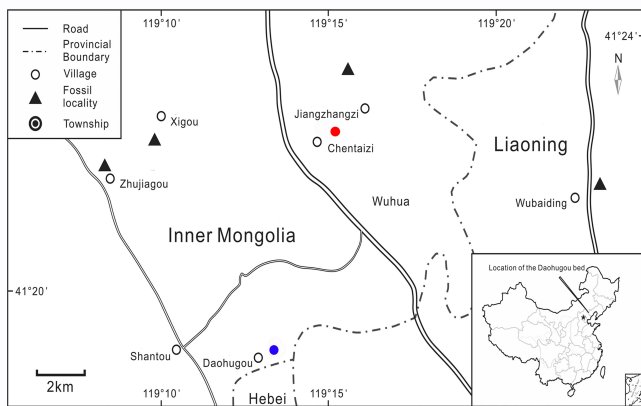 119°10′
119°15′
119°20′
41°24′
Road
Provincial
Boundary
Village
Fossil
locality
Township
N
Jiangzhangzi
Xigou
Chentaizi
Liaoning
Zhujiagou
Wuhua
Wubaiding
Inner Mongolia
Location of the Daohugou bed
41°20′
Shantou
Daohugou
2km
Hebei
119°10′
119°15′